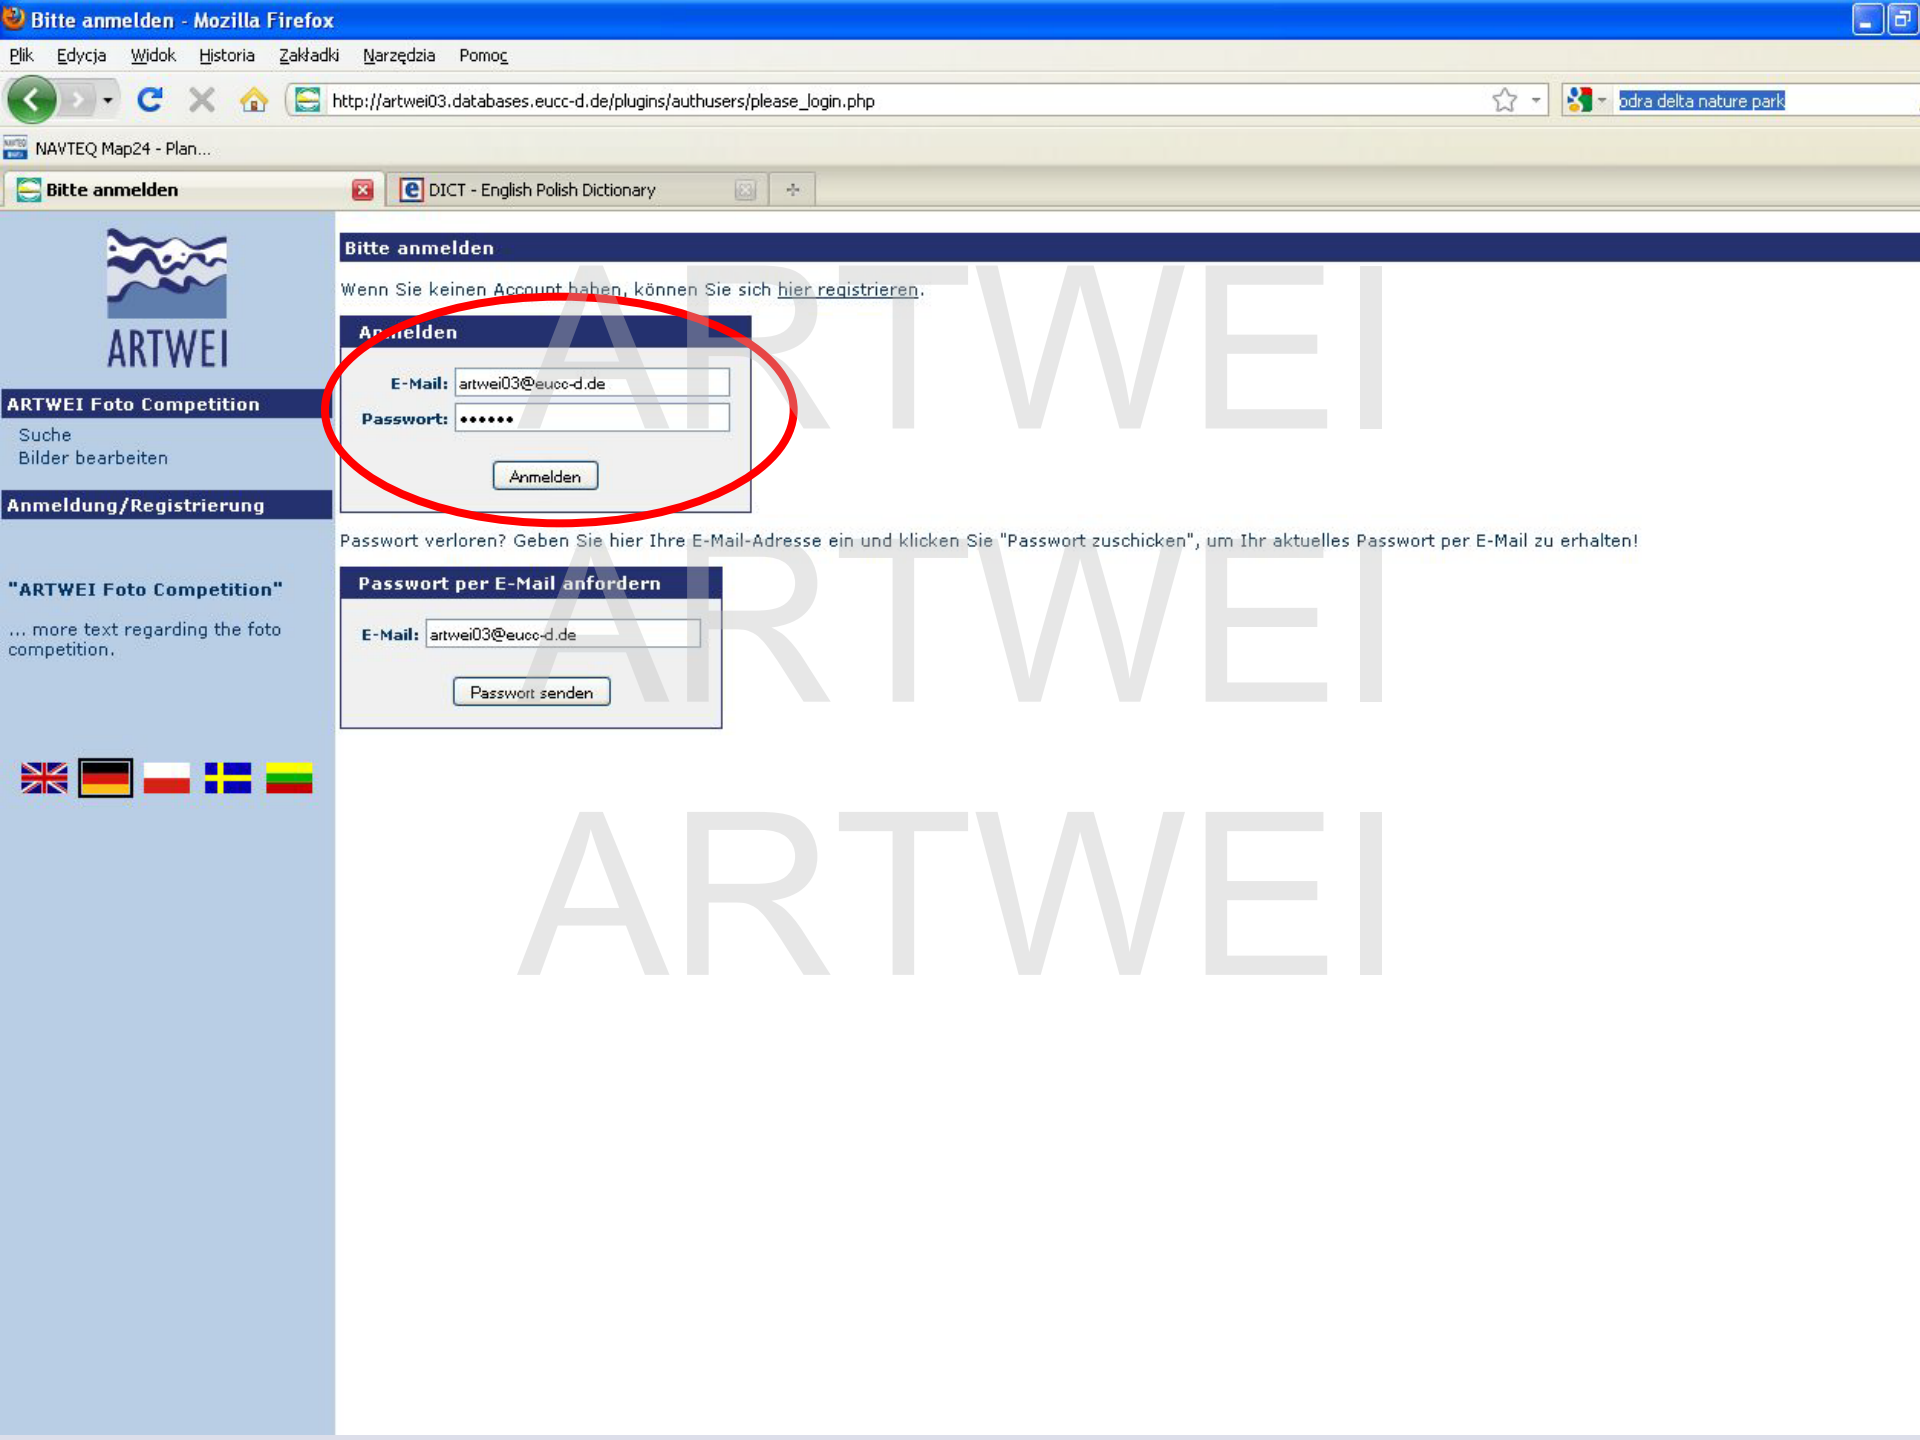 Bitte anmelden - Mozilla Firefox
Plik Edycja Widok Historia Zakładki Narzędzia Pomoc
http://artwei03.databases.eucc-d.de/plugins/authusers/please_login.php
odra delta nature park
NAVTEQ Map24 - Plan...
Bitte anmelden
DICT - English Polish Dictionary
ARTWEI
ARTWEI Foto Competition
Suche
Bilder bearbeiten
Anmeldung/Registrierung
"ARTWEI Foto Competition"
... more text regarding the foto
competition.
Bitte anmelden
Wenn Sie keinen Account haben, können Sie sich hier registrieren.
Anmelden
E-Mail: artwei03@eucc-d.de
Passwort: ••••••
Anmelden
Passwort verloren? Geben Sie hier Ihre E-Mail-Adresse ein und klicken Sie "Passwort zuschicken", um Ihr aktuelles Passwort per E-Mail zu erhalten!
Passwort per E-Mail anfordern
E-Mail: artwei03@eucc-d.de
Passwort senden
ARTWEI
ARTWEI
ARTWEI